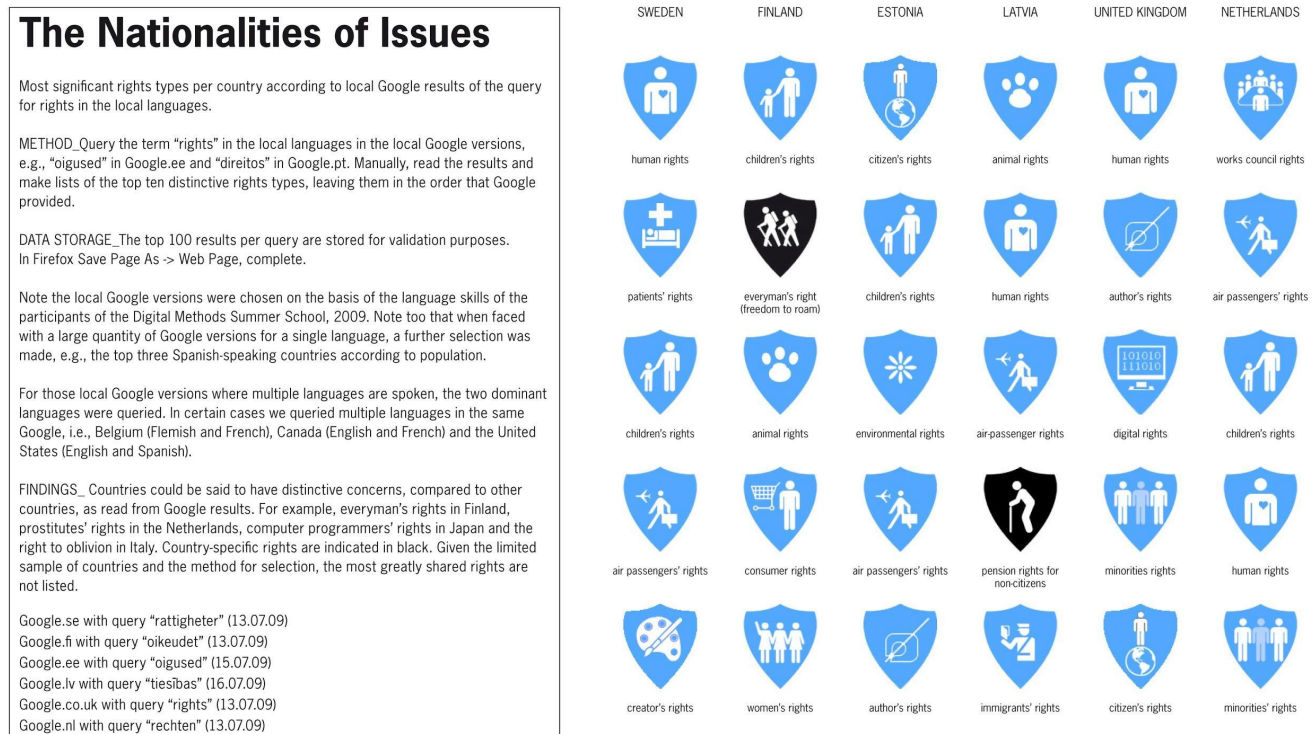 The Nationalities of Issues
Most significant rights types per country according to local Google results of the query
for rights in the local languages.
METHOD_Query the term “rights” in the local languages in the local Google versions,
e.g., “oigused” in Google.ee and “direitos” in Google.pt. Manually, read the results and
make lists of the top ten distinctive rights types, leaving them in the order that Google
provided.
DATA STORAGE_The top 100 results per query are stored for validation purposes.
In Firefox Save Page As -> Web Page, complete.
Note the local Google versions were chosen on the basis of the language skills of the
participants of the Digital Methods Summer School, 2009. Note too that when faced
with a large quantity of Google versions for a single language, a further selection was
made, e.g., the top three Spanish-speaking countries according to population.
For those local Google versions where multiple languages are spoken, the two dominant
languages were queried. In certain cases we queried multiple languages in the same
Google, i.e., Belgium (Flemish and French), Canada (English and French) and the United
States (English and Spanish).
FINDINGS_ Countries could be said to have distinctive concerns, compared to other
countries, as read from Google results. For example, everyman's rights in Finland,
prostitutes' rights in the Netherlands, computer programmers' rights in Japan and the
right to oblivion in Italy. Country-specific rights are indicated in black. Given the limited
sample of countries and the method for selection, the most greatly shared rights are
not listed.
Google.se with query “rattigheter” (13.07.09)
Google.fi with query “oikeudet” (13.07.09)
Google.ee with query “oigused” (15.07.09)
Google.lv with query “tiesības” (16.07.09)
Google.co.uk with query “rights” (13.07.09)
Google.nl with query “rechten” (13.07.09)
SWEDEN FINLAND ESTONIA LATVIA UNITED KINGDOM NETHERLANDS
human rights children's rights citizen's rights animal rights human rights works council rights
patients' rights everyman's right children's rights human rights author's rights air passengers' rights
(freedom to roam)
101010
111010
children's rights animal rights environmental rights air-passenger rights digital rights children's rights
air passengers' rights consumer rights air passengers' rights pension rights for minorities rights human rights
non-citizens
creator's rights women's rights author's rights immigrants' rights citizen's rights minorities' rights